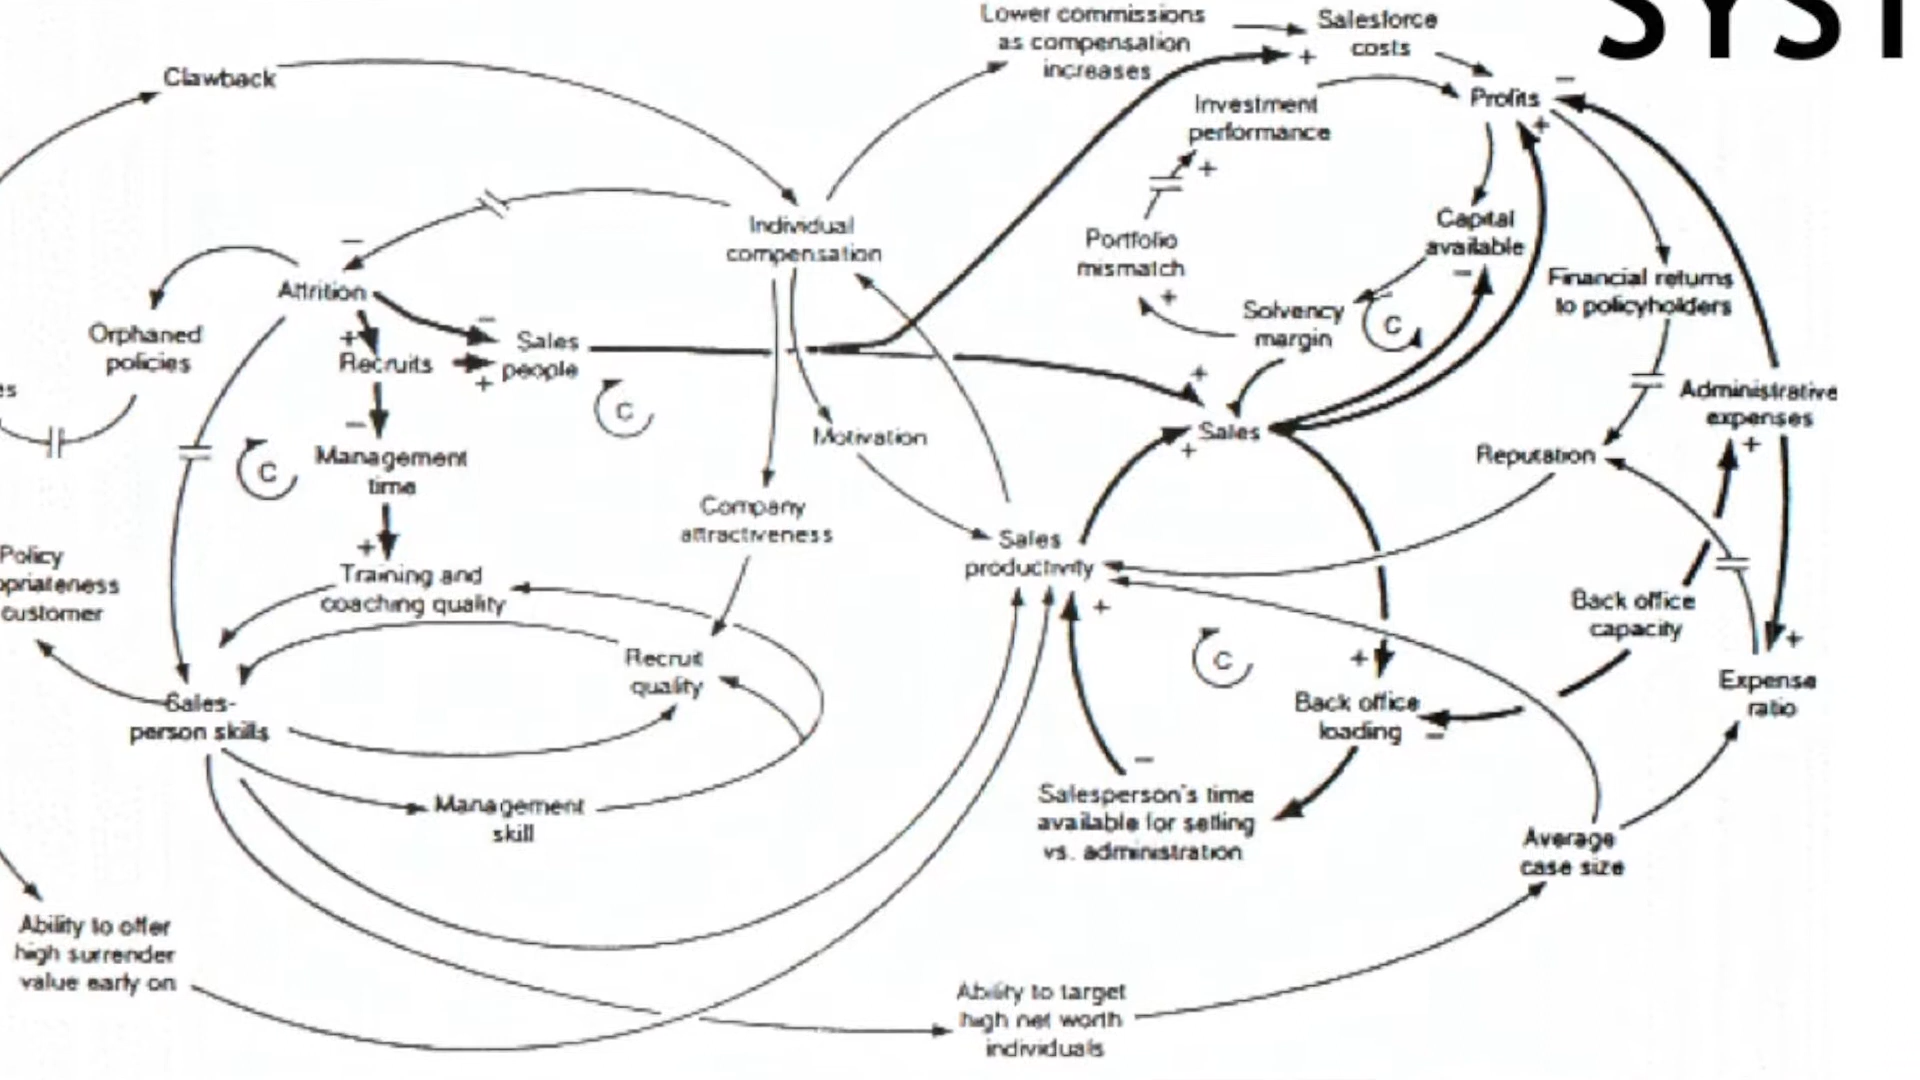 SYST
Lower commissions
as compensation
increases
Salesforce
costs
+
Clawback
Investment
performance
+
Profits
−
+
Individual
compensation
Portfolio
mismatch
+
Capital
available
−
Financial returns
to policyholders
−
Attrition
Orphaned
policies
+
Recruits
+
−
Sales
people
C
Solvency
margin
−
C
Administrative
expenses
+
es
−
Management
time
C
Motivation
+
Sales
+
Reputation
Company
attractiveness
Sales
productivity
+
Policy
opriateness
customer
+
Training and
coaching quality
Recruit
quality
C
Back office
capacity
+
Expense
ratio
Sales-
person skills
+
Back office
loading
−
Management
skill
−
Salesperson's time
available for selling
vs. administration
Average
case size
Ability to offer
high surrender
value early on
Ability to target
high net worth
individuals